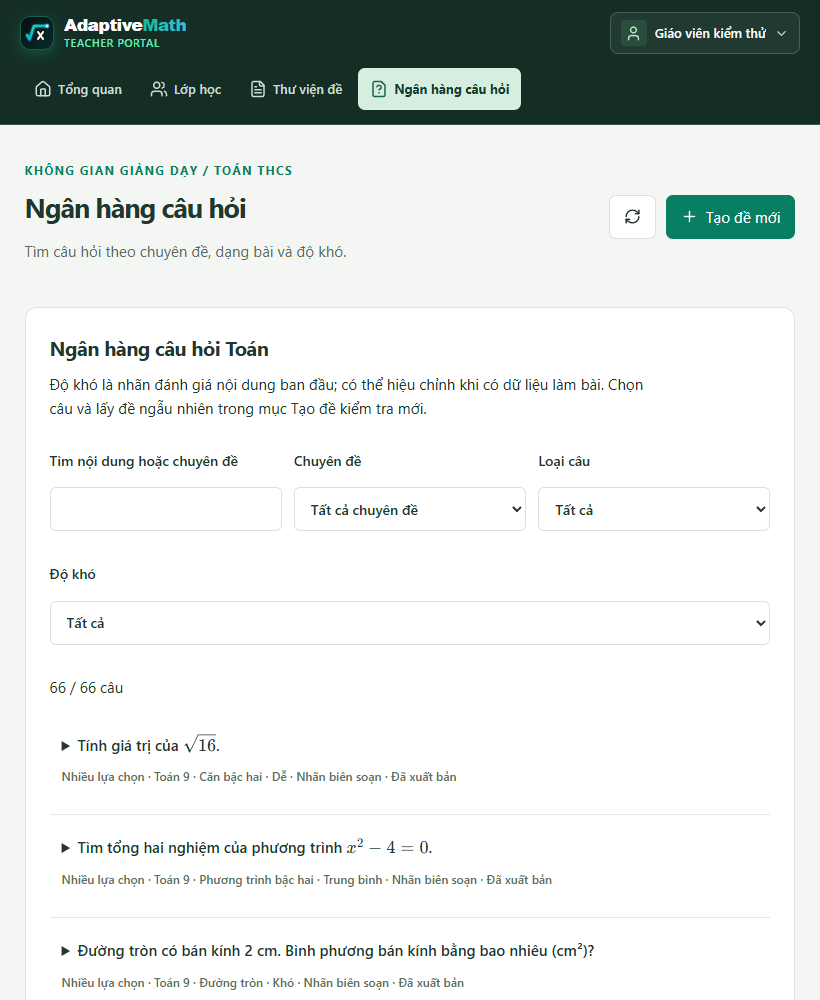 AdaptiveMath
TEACHER PORTAL
Giáo viên kiểm thử
Tổng quan
Lớp học
Thư viện đề
Ngân hàng câu hỏi
KHÔNG GIAN GIẢNG DẠY / TOÁN THCS
Ngân hàng câu hỏi
Tạo đề mới
Tìm câu hỏi theo chuyên đề, dạng bài và độ khó.
Ngân hàng câu hỏi Toán
Độ khó là nhãn đánh giá nội dung ban đầu; có thể hiệu chỉnh khi có dữ liệu làm bài. Chọn
câu và lấy đề ngẫu nhiên trong mục Tạo đề kiểm tra mới.
Tìm nội dung hoặc chuyên đề
Chuyên đề
Loại câu
Tất cả chuyên đề
Tất cả
Độ khó
Tất cả
66 / 66 câu
Tính giá trị của √16.
Nhiều lựa chọn · Toán 9 · Căn bậc hai · Dễ · Nhãn biên soạn · Đã xuất bản
Tìm tổng hai nghiệm của phương trình x² − 4 = 0.
Nhiều lựa chọn · Toán 9 · Phương trình bậc hai · Trung bình · Nhãn biên soạn · Đã xuất bản
Đường tròn có bán kính 2 cm. Bình phương bán kính bằng bao nhiêu (cm²)?
Nhiều lựa chọn · Toán 9 · Đường tròn · Khó · Nhãn biên soạn · Đã xuất bản